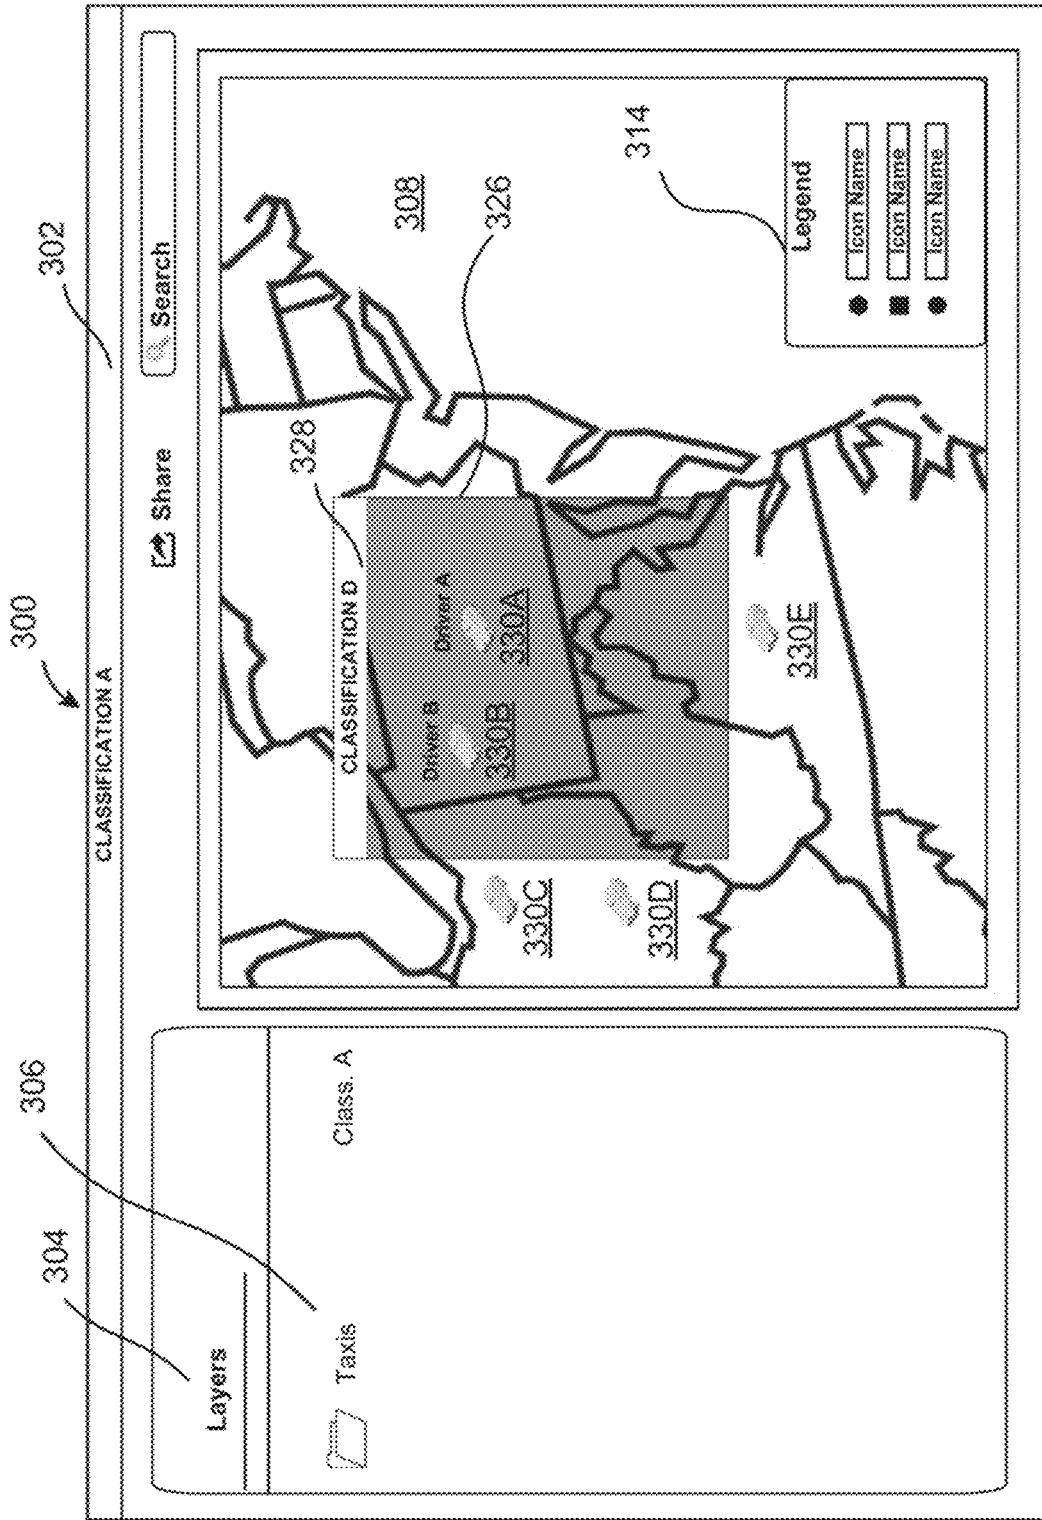 300
302
CLASSIFICATION A
304
306
Share
Search
Layers
Taxis
Class. A
328
CLASSIFICATION D
308
Driver B
Driver A
330B
330A
326
330C
330D
330E
314
Legend
Icon Name
Icon Name
Icon Name